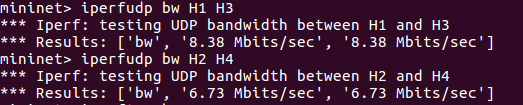 mininet> iperfudp bw H1 H3
*** Iperf: testing UDP bandwidth between H1 and H3
*** Results: ['bw', '8.38 Mbits/sec', '8.38 Mbits/sec']
mininet> iperfudp bw H2 H4
*** Iperf: testing UDP bandwidth between H2 and H4
*** Results: ['bw', '6.73 Mbits/sec', '6.73 Mbits/sec']